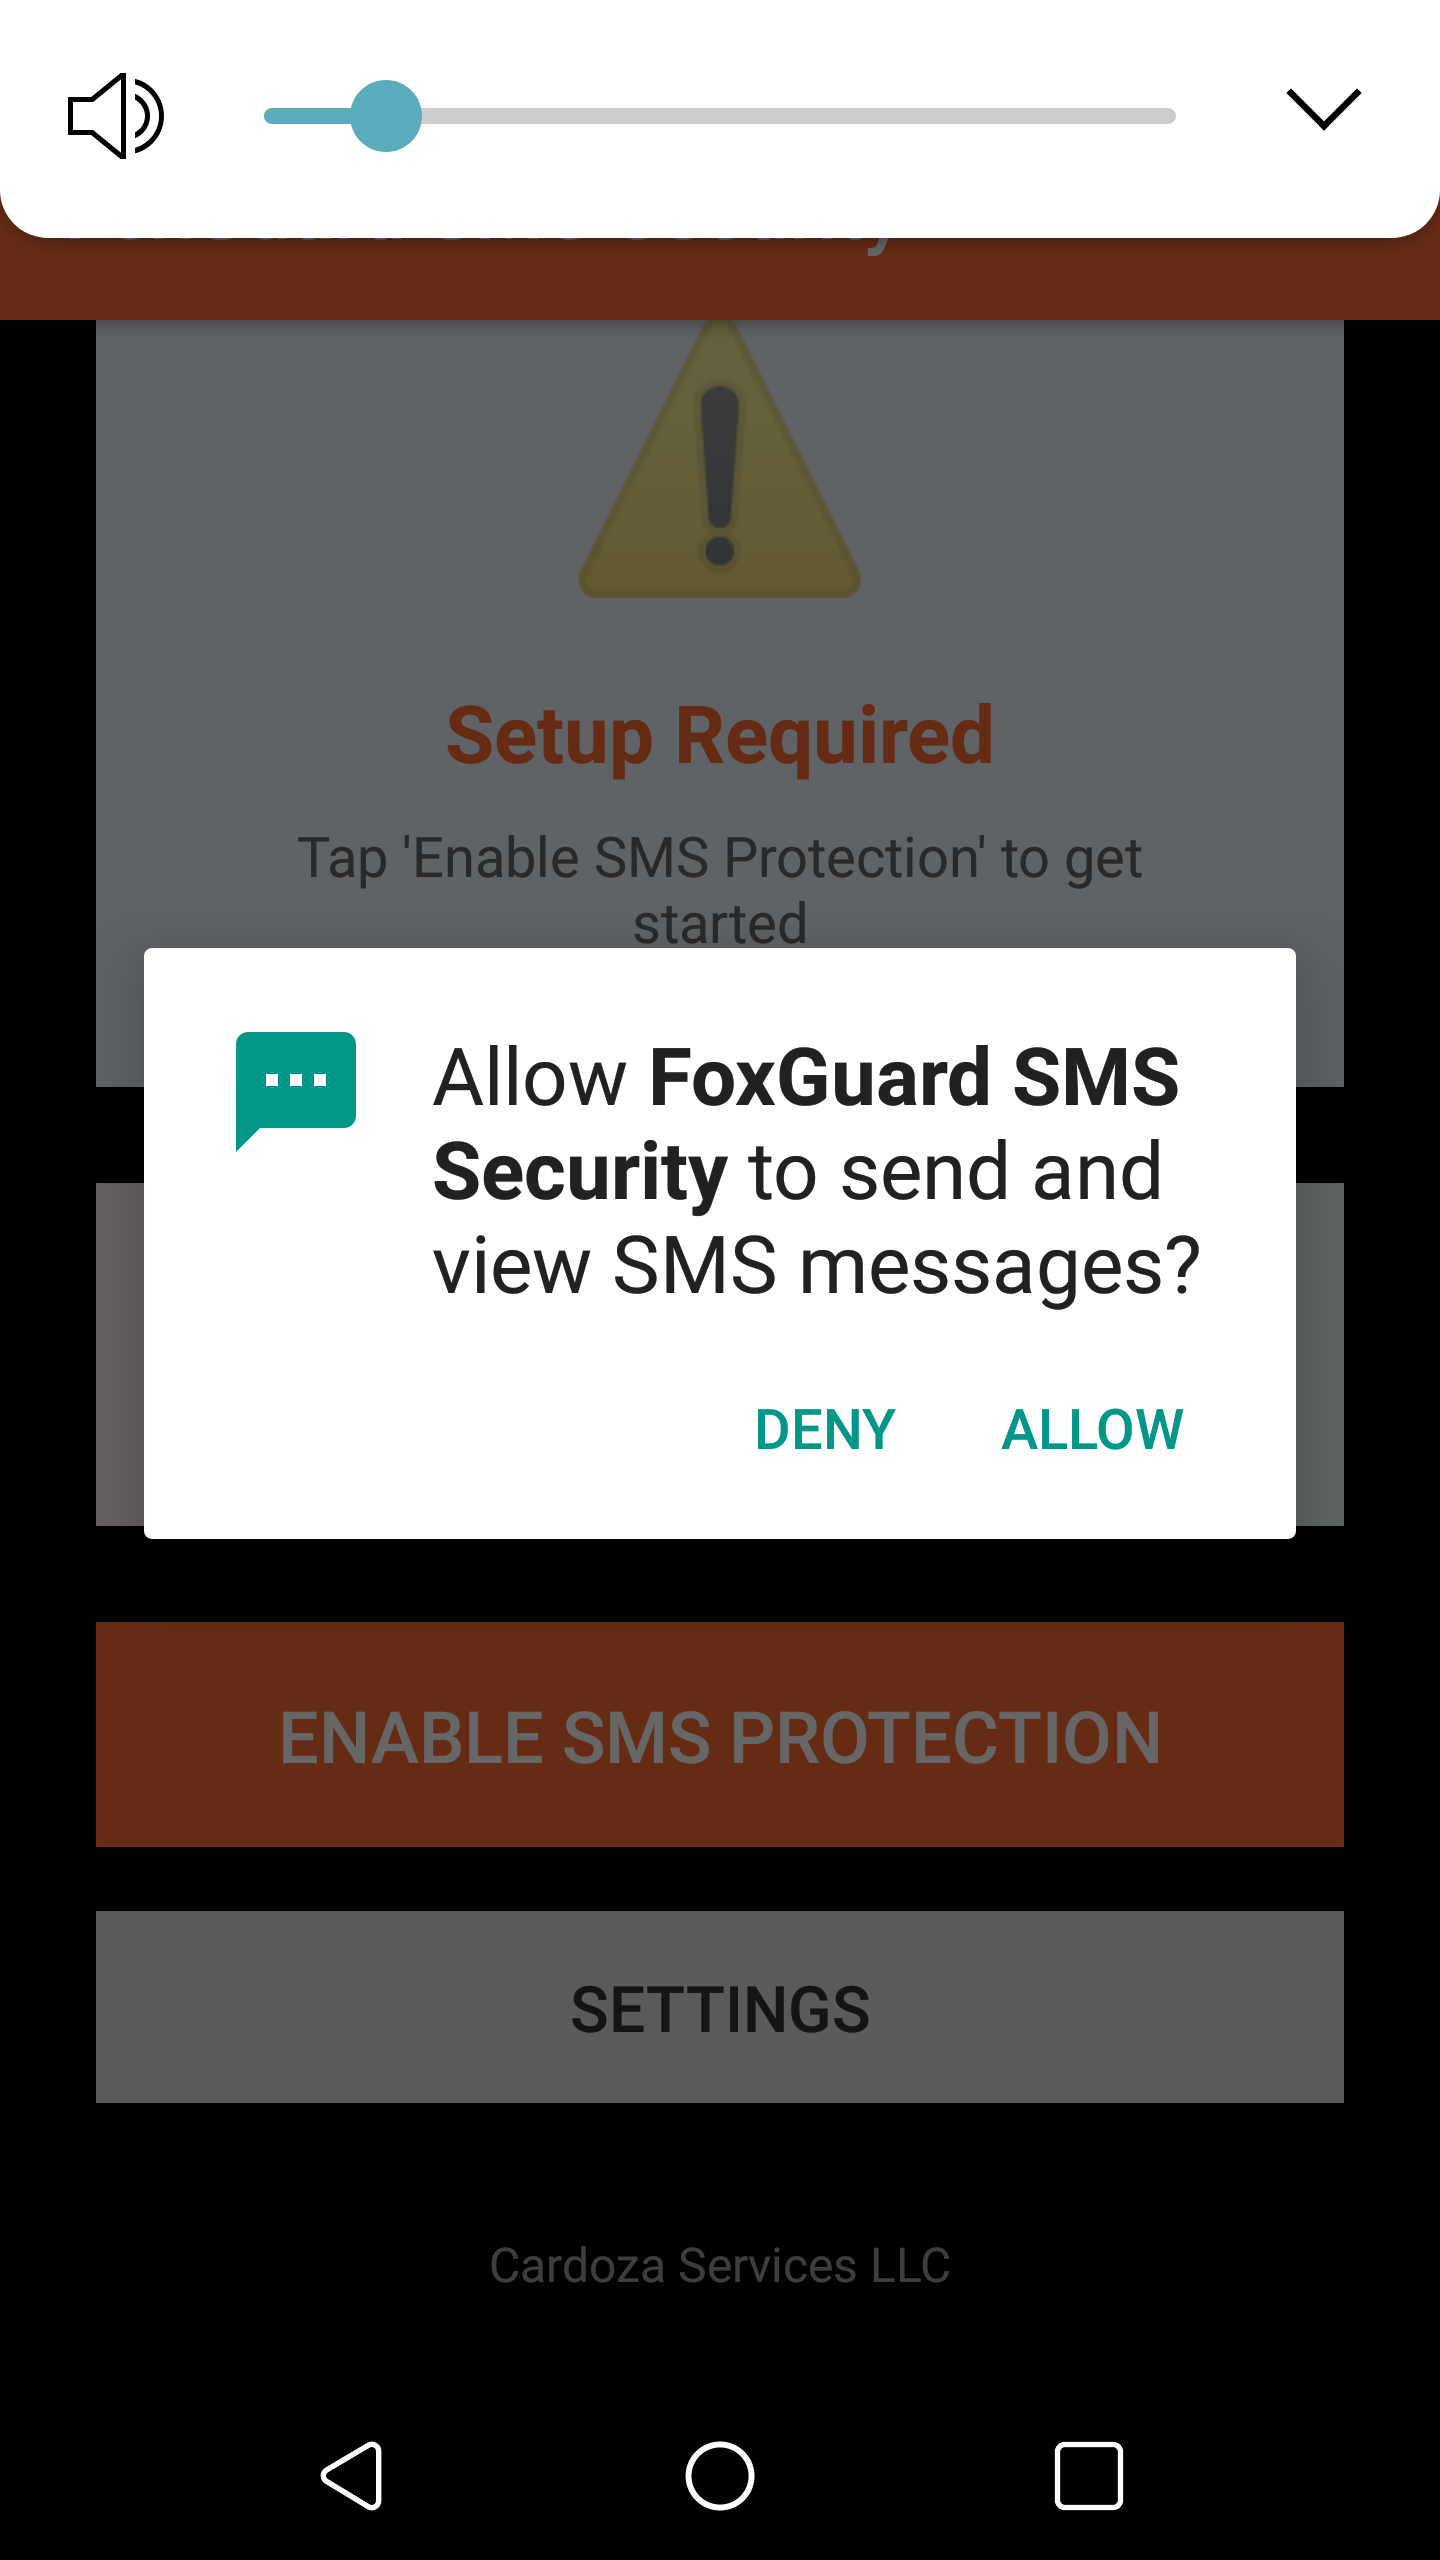 Setup Required
Tap 'Enable SMS Protection' to get
started
Allow FoxGuard SMS
Security to send and
view SMS messages?
DENY ALLOW
ENABLE SMS PROTECTION
SETTINGS
Cardoza Services LLC